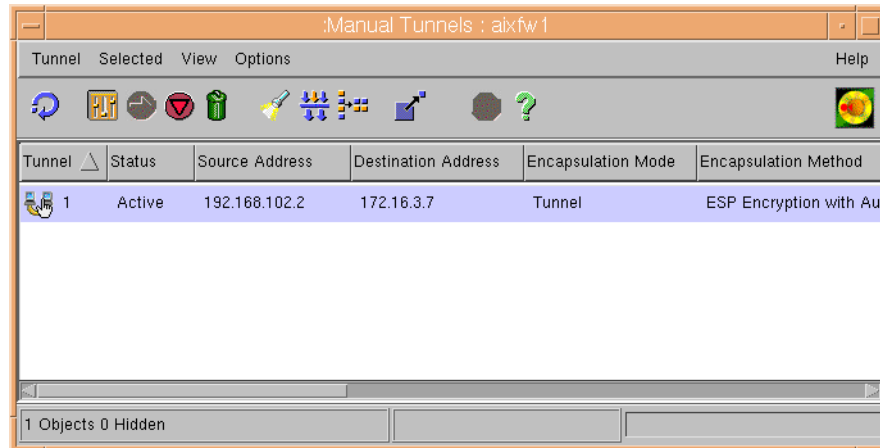 :Manual Tunnels : aixfw1
Tunnel Selected View Options Help
Tunnel Status Source Address Destination Address Encapsulation Mode Encapsulation Method
1 Active 192.168.102.2 172.16.3.7 Tunnel ESP Encryption with Au
1 Objects 0 Hidden